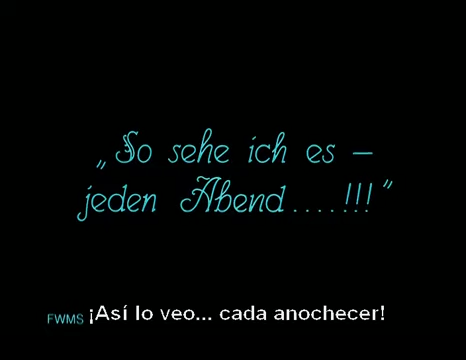 „So sehe ich es –
jeden Abend....!!!"
FWMS ¡Así lo veo... cada anochecer!